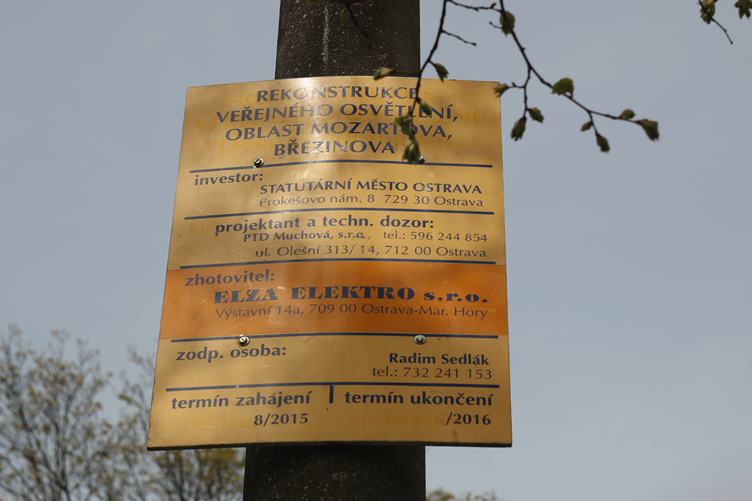 REKONSTRUKCE
VEŘEJNÉHO OSVĚTLENÍ,
OBLAST MOZARTOVA,
BŘEZINOVA
investor:
STATUTÁRNÍ MĚSTO OSTRAVA
Prokešovo nám. 8 729 30 Ostrava
projektant a techn. dozor:
PTD Muchová, s.r.o., tel.: 596 244 854
ul. Olešní 313/ 14, 712 00 Ostrava
zhotovitel:
ELZA ELEKTRO s.r.o.
Výstavní 14a, 709 00 Ostrava-Mar. Hory
zodp. osoba:
Radim Sedlák
tel.: 732 241 153
termín zahájení
termín ukončení
8/2015
/2016